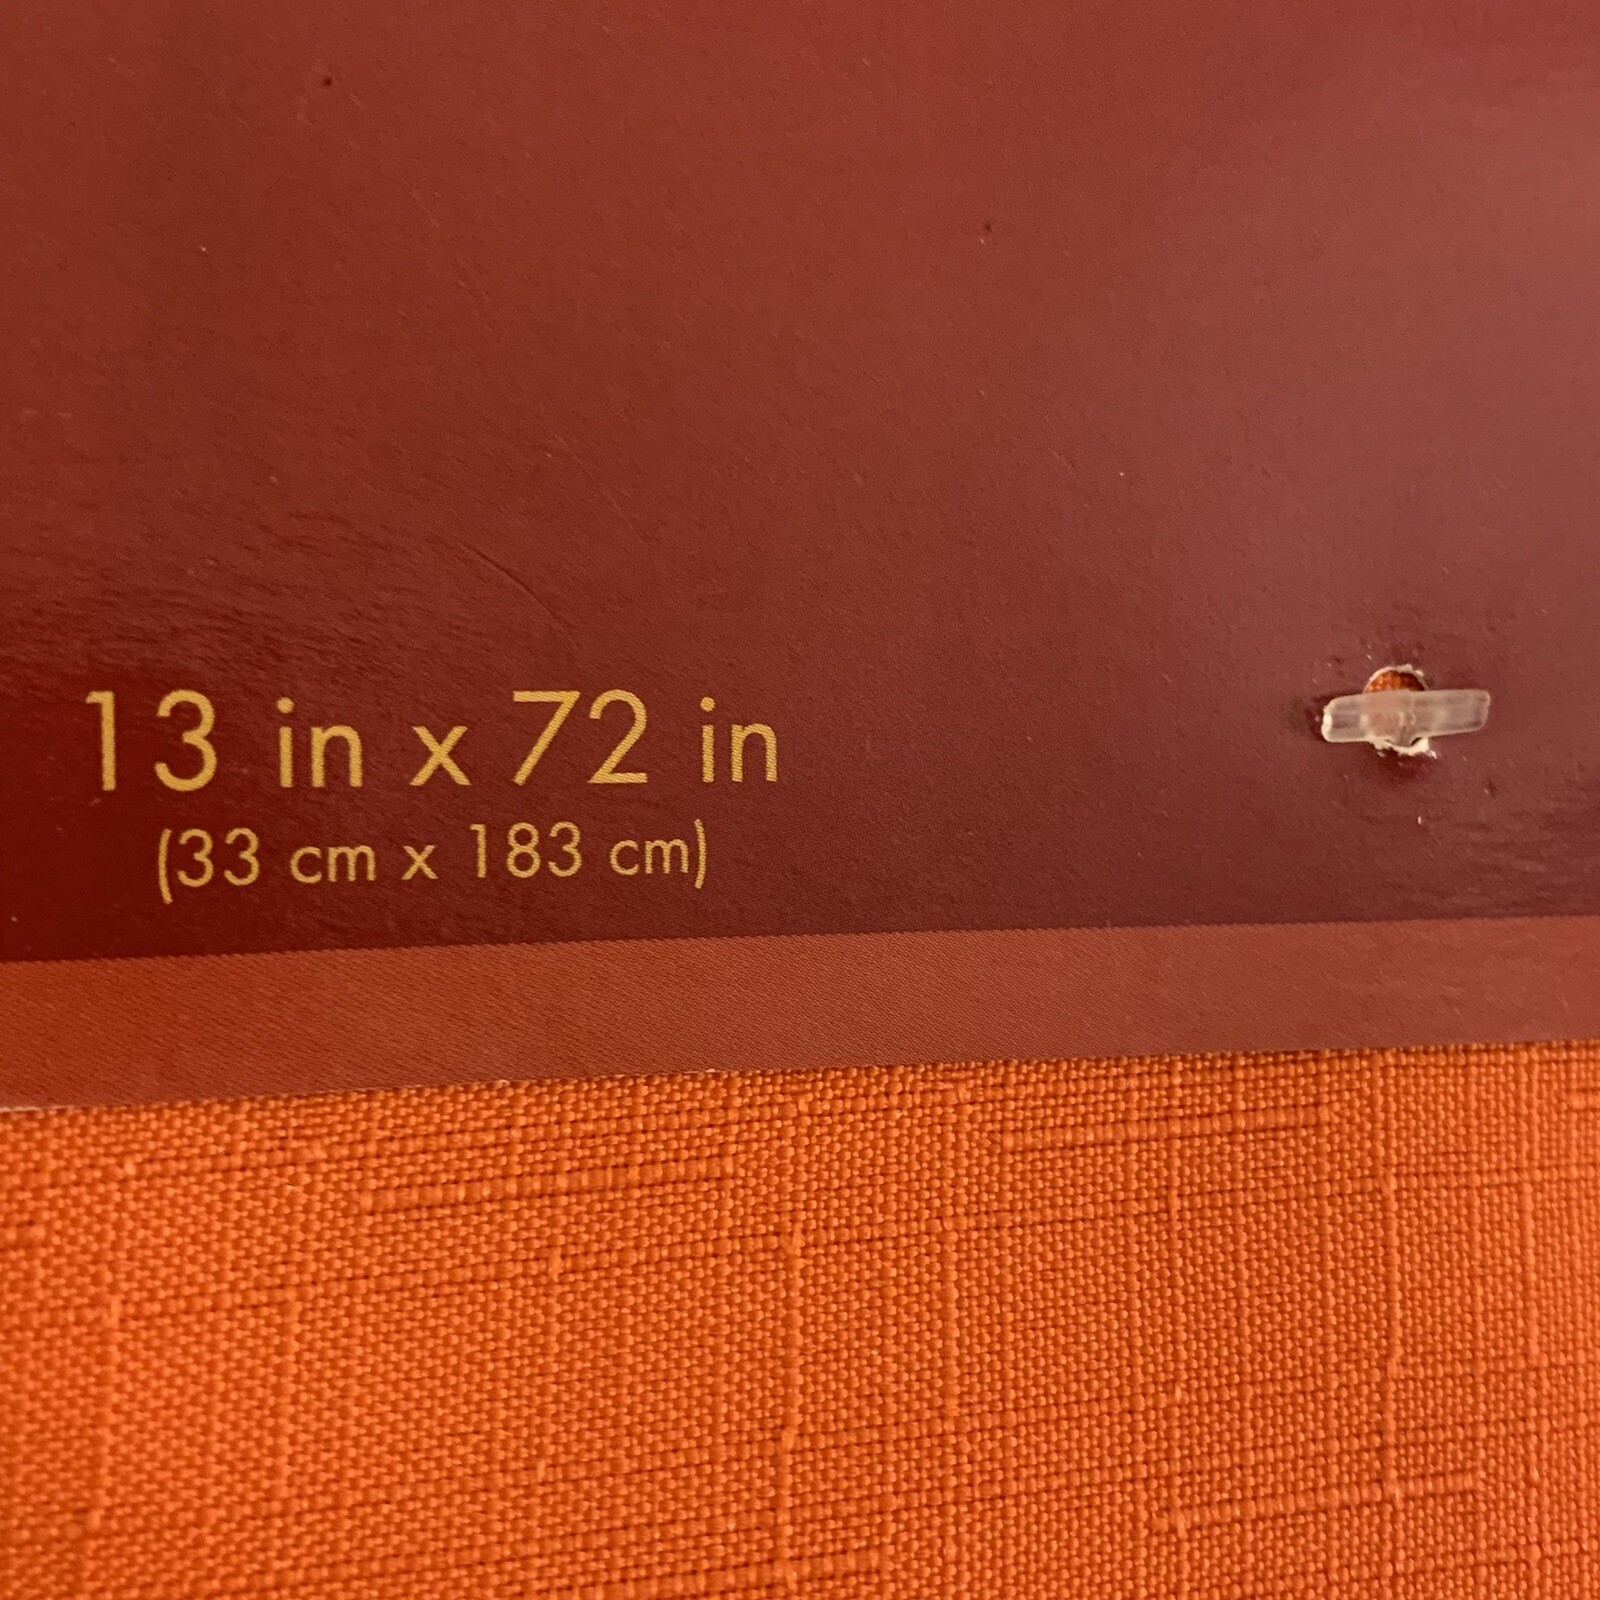 13 in x 72 in
(33 cm x 183 cm)